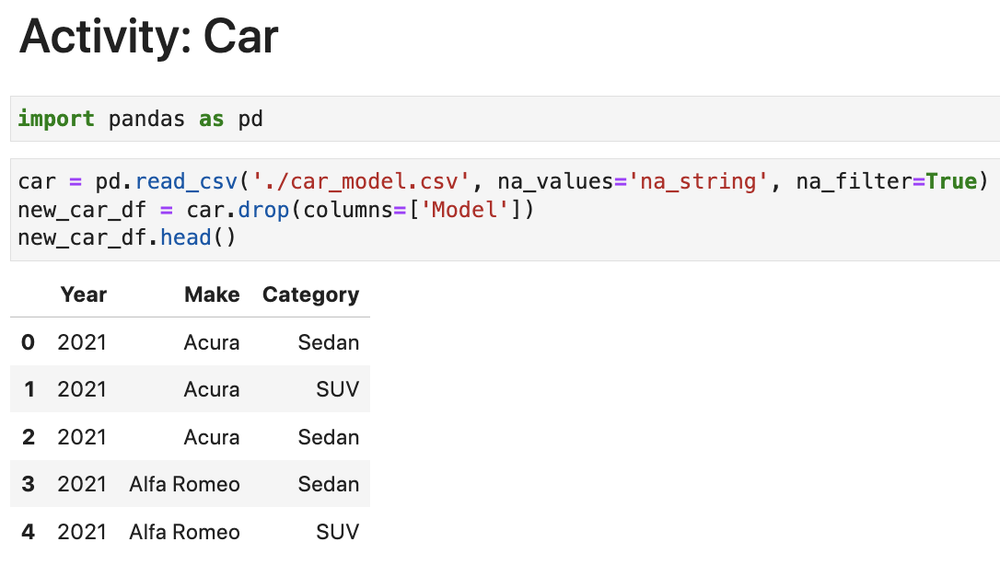 Activity: Car
import pandas as pd
car = pd.read_csv('./car_model.csv', na_values='na_string', na_filter=True)
new_car_df = car.drop(columns=['Model'])
new_car_df.head()
Year Make Category
0 2021 Acura Sedan
1 2021 Acura SUV
2 2021 Acura Sedan
3 2021 Alfa Romeo Sedan
4 2021 Alfa Romeo SUV